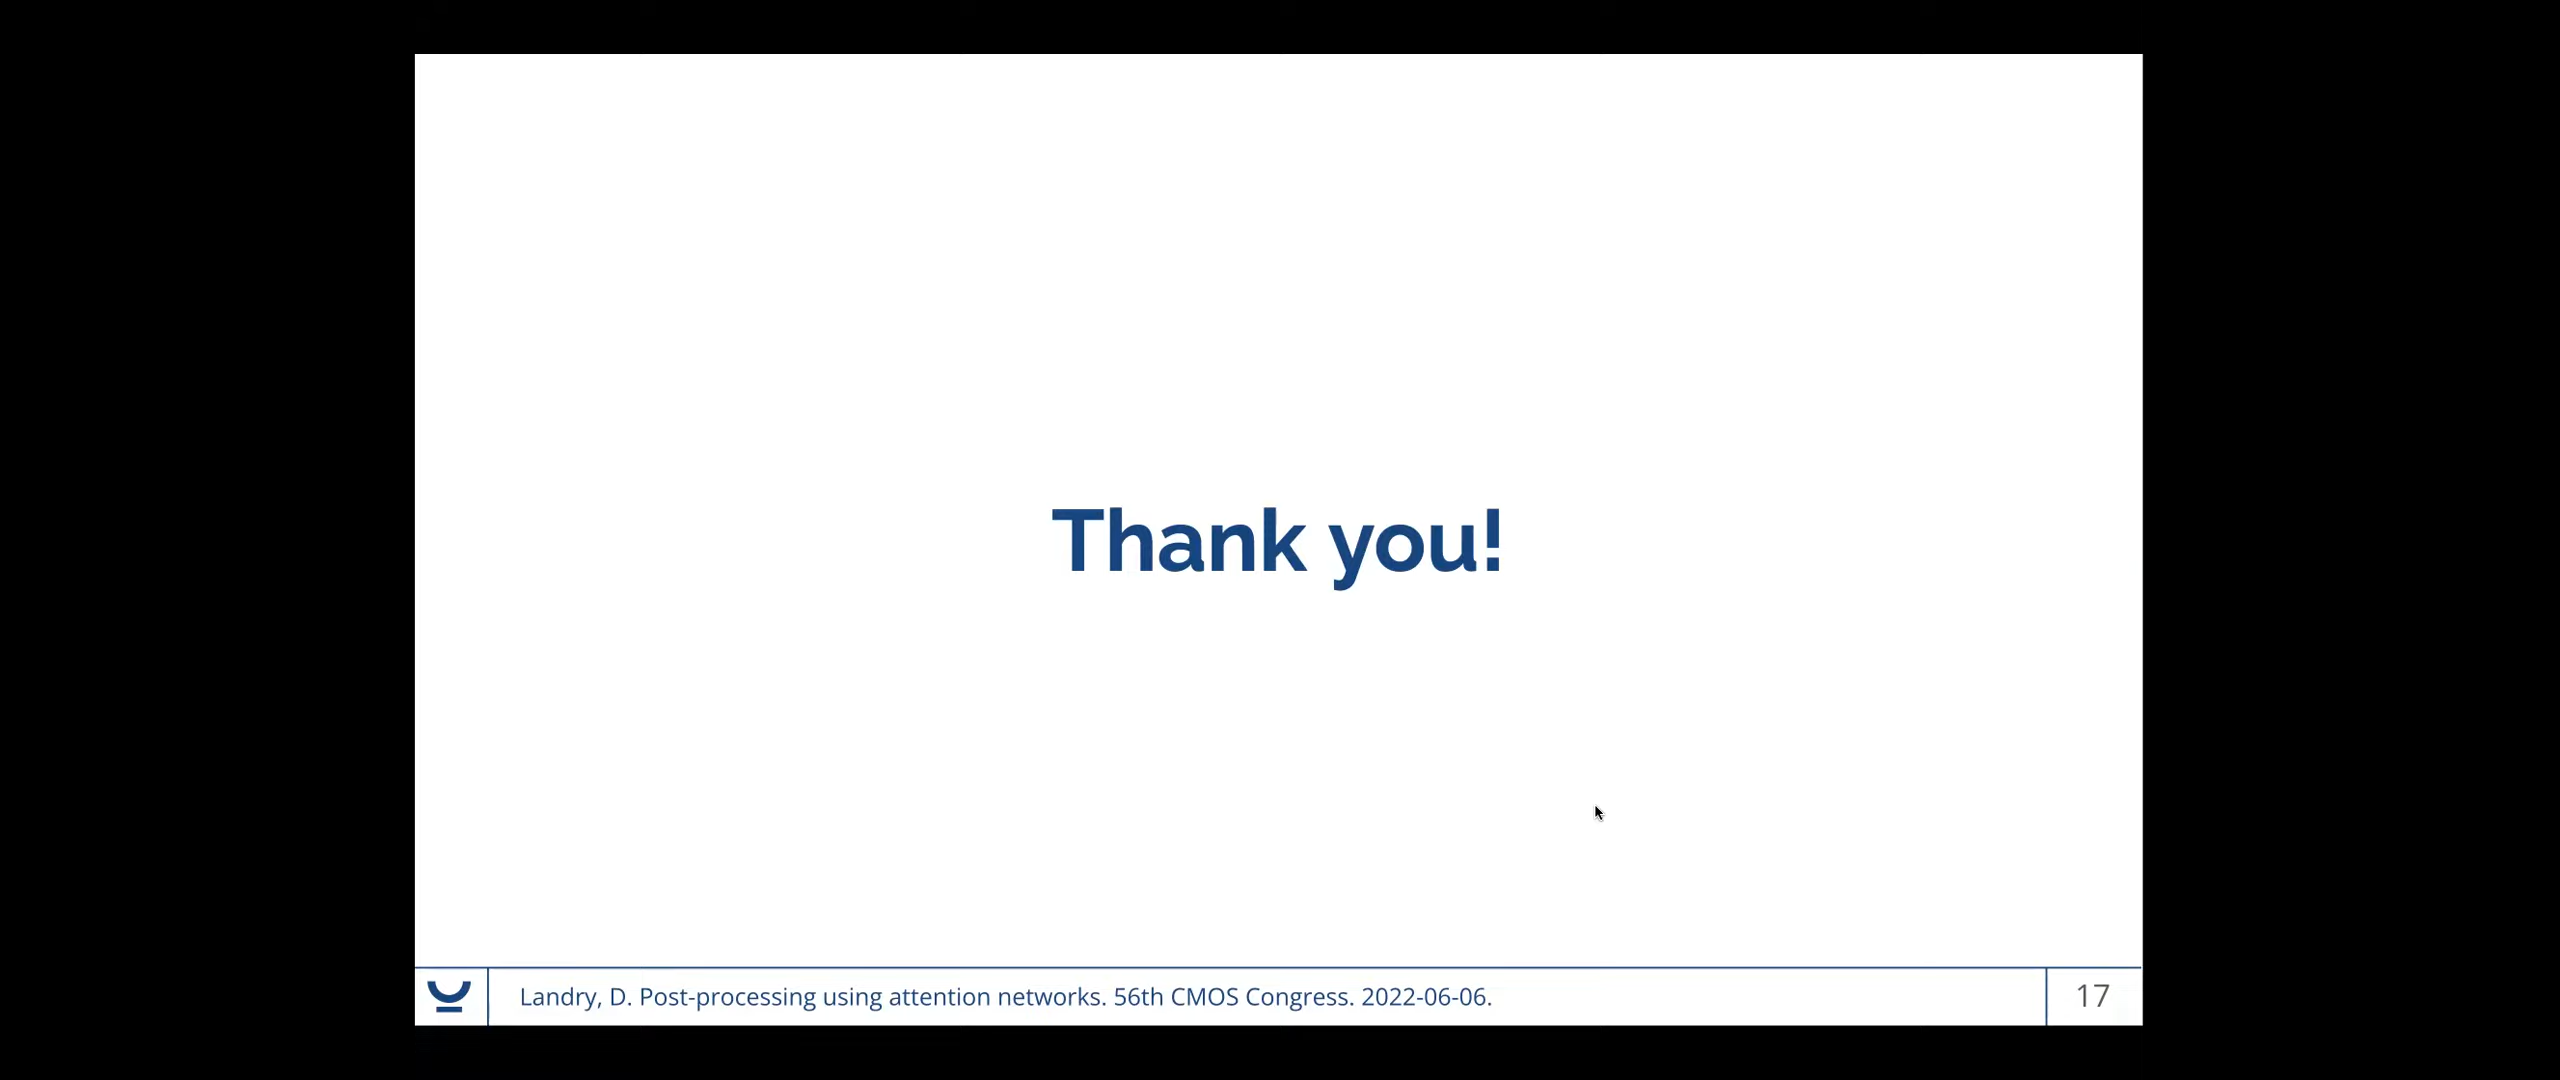 Thank you!
Landry, D. Post-processing using attention networks. 56th CMOS Congress. 2022-06-06.
17